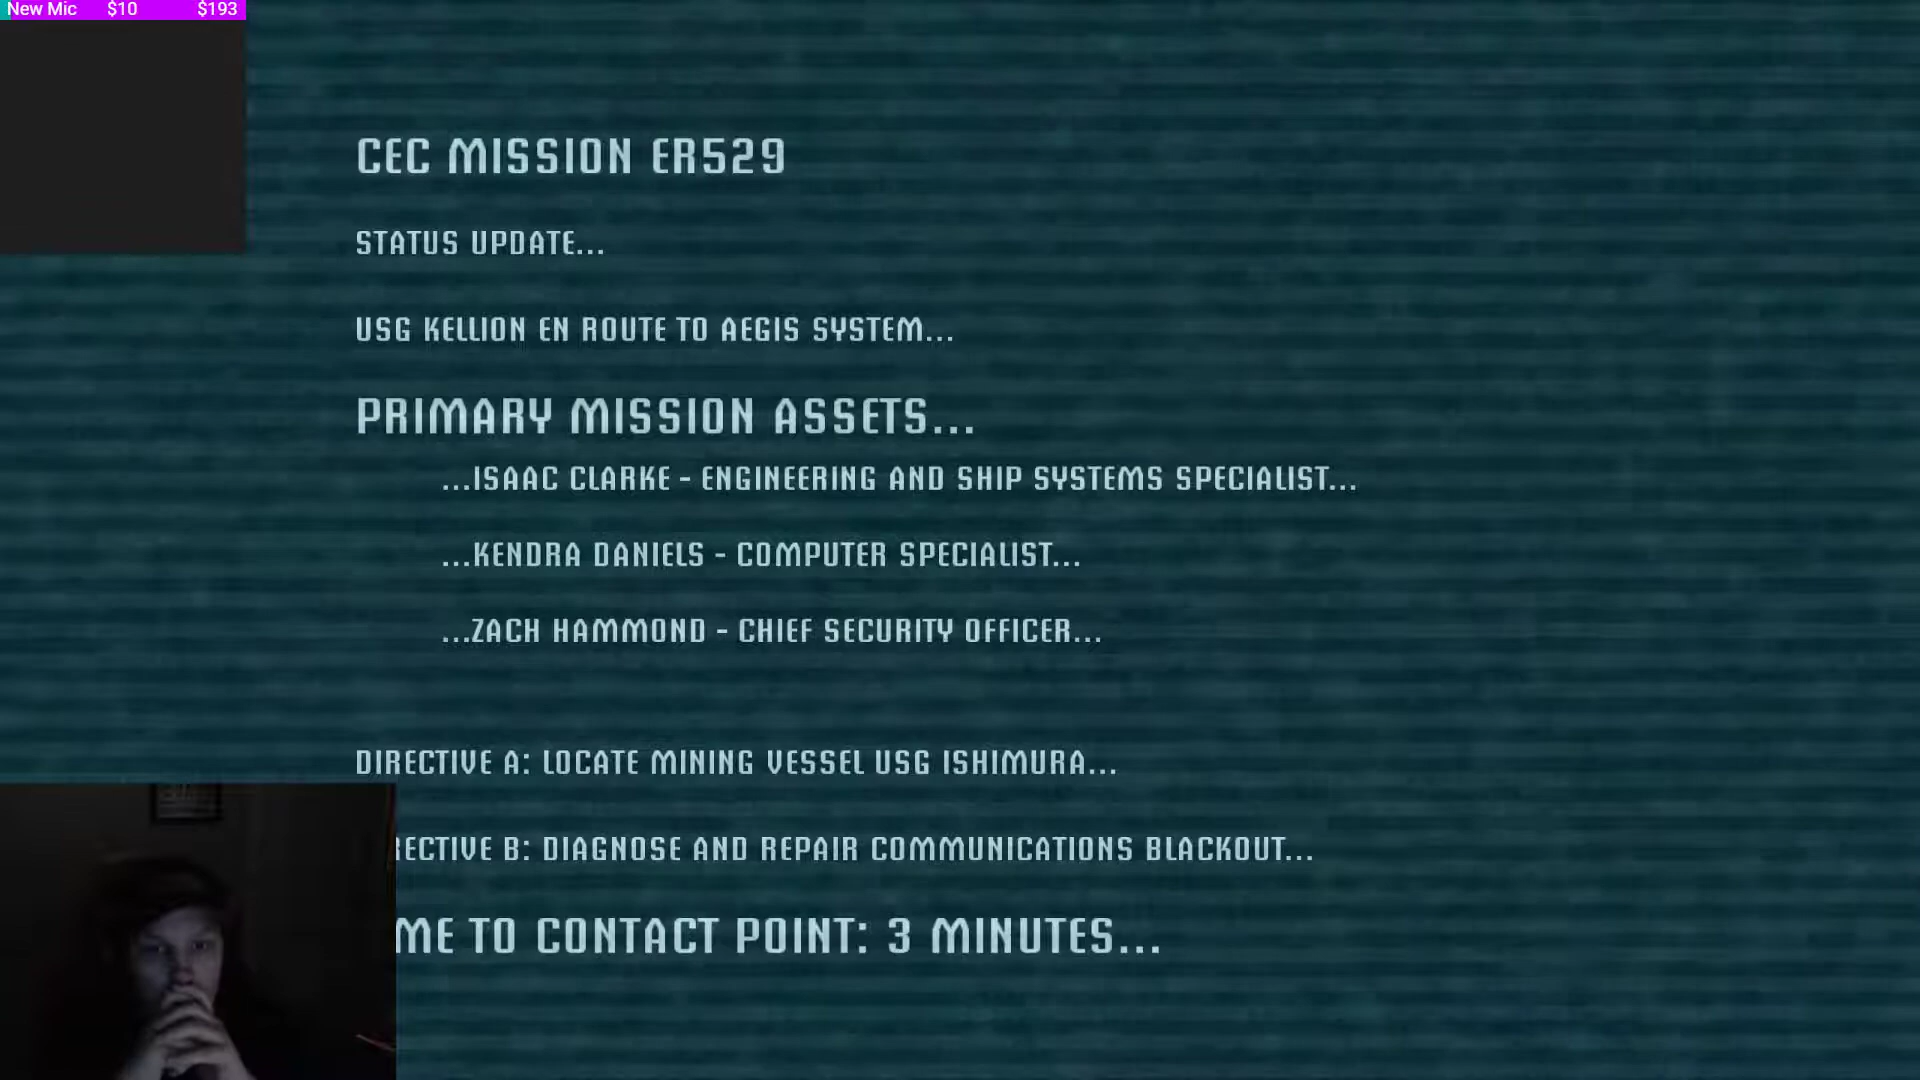 New Mic $10 $193
CEC MISSION ER529
STATUS UPDATE...
USG KELLION EN ROUTE TO AEGIS SYSTEM...
PRIMARY MISSION ASSETS...
...ISAAC CLARKE - ENGINEERING AND SHIP SYSTEMS SPECIALIST...
...KENDRA DANIELS - COMPUTER SPECIALIST...
...ZACH HAMMOND - CHIEF SECURITY OFFICER...
DIRECTIVE A: LOCATE MINING VESSEL USG ISHIMURA...
RECTIVE B: DIAGNOSE AND REPAIR COMMUNICATIONS BLACKOUT...
ME TO CONTACT POINT: 3 MINUTES...